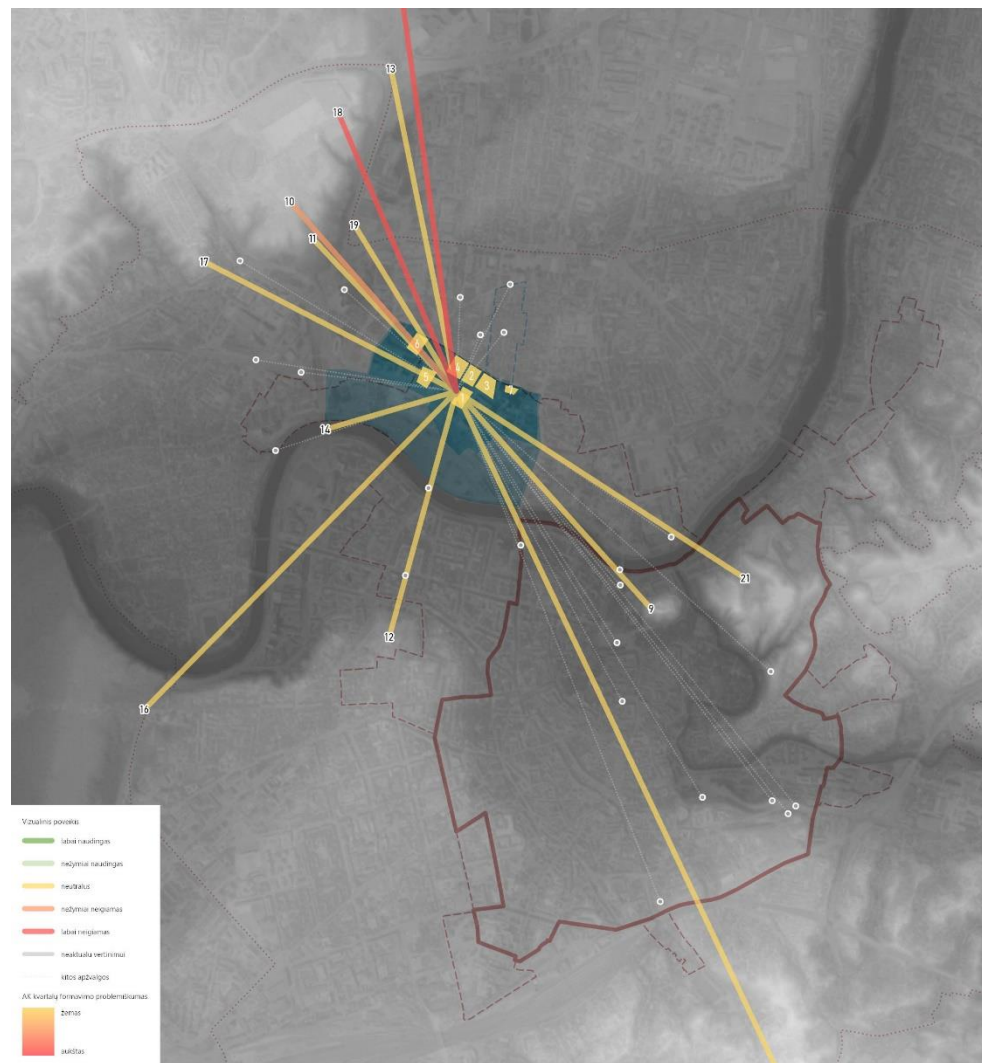 13
18
10
19
11
17
6
4
2
5
3
1
14
21
9
12
16
Vizualinis poveikis
labai naudingas
nežymiai naudingas
neutralus
nežymiai neigiamas
labai neigiamas
neaktualu vertinimui
kitos apžvalgos
AK kvartalų formavimo problemiškumas
žemas
aukštas